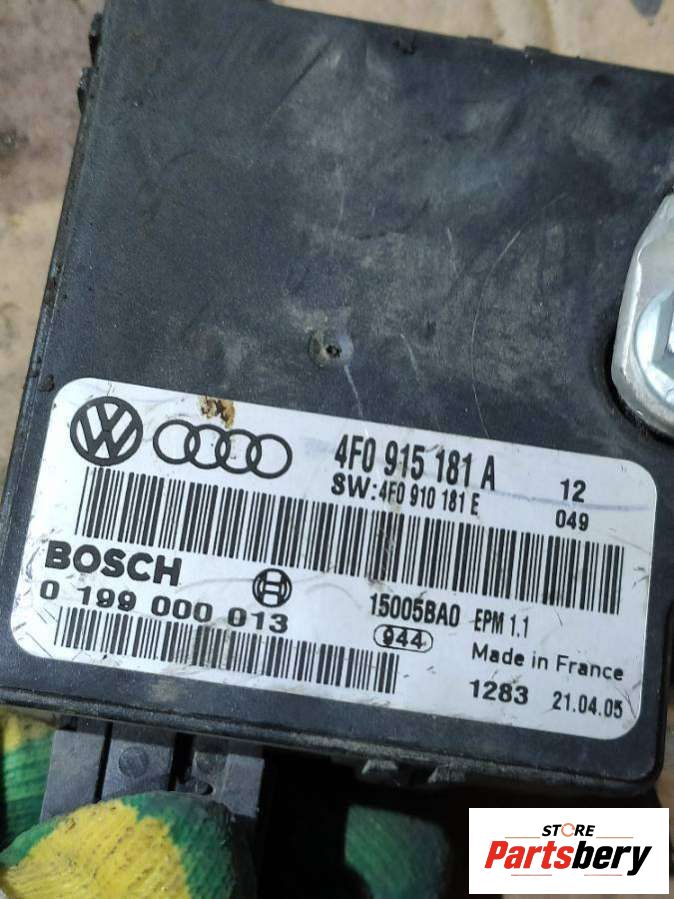 4F0 915 181 A 12
SW:4F0 910 181 E 049
BOSCH
0 199 000 013
15005BA0 EPM 1.1
944
Made in France
1283 21.04.05
STORE
Partsbery